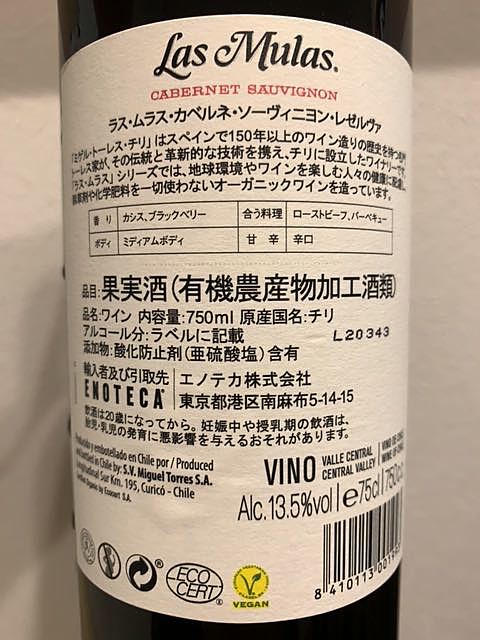 Las Mulas.
CABERNET SAUVIGNON
ラス・ムラス・カベルネ・ソーヴィニヨン・レゼルヴァ
「ミゲル・トーレス・チリ」はスペインで150年以上のワイン造りの歴史を持つ
トーレス家が、その伝統と革新的な技術を携え、チリに設立したワイナリーです。
「ラス・ムラス」シリーズでは、地球環境やワインを楽しむ人々の健康に配慮し、
薬剤や化学肥料を一切使わないオーガニックワインを造っています。
香り カシス、ブラックベリー 合う料理 ローストビーフ、バーベキュー
ボディ ミディアムボディ 甘辛 辛口
品目:果実酒(有機農産物加工酒類)
品名:ワイン 内容量:750ml 原産国名:チリ
アルコール分:ラベルに記載 L20343
添加物:酸化防止剤(亜硫酸塩)含有
輸入者及び引取先 エノテカ株式会社
ENOTECA 東京都港区南麻布5-14-15
飲酒は20歳になってから。妊娠中や授乳期の飲酒は、
胎児・乳児の発育に悪影響を与えるおそれがあります。
y embotellado en Chile por / Produced
and bottled in Chile by: S.V. Miguel Torres S.A.
Longitudinal Sur Km. 195, Curicó - Chile
Organic by Ecocert S.A.
VINO VALLE CENTRAL
CENTRAL VALLEY
Alc.13.5%vol e75cl 750cc
ECO
CERT
VEGAN
8 410113 001